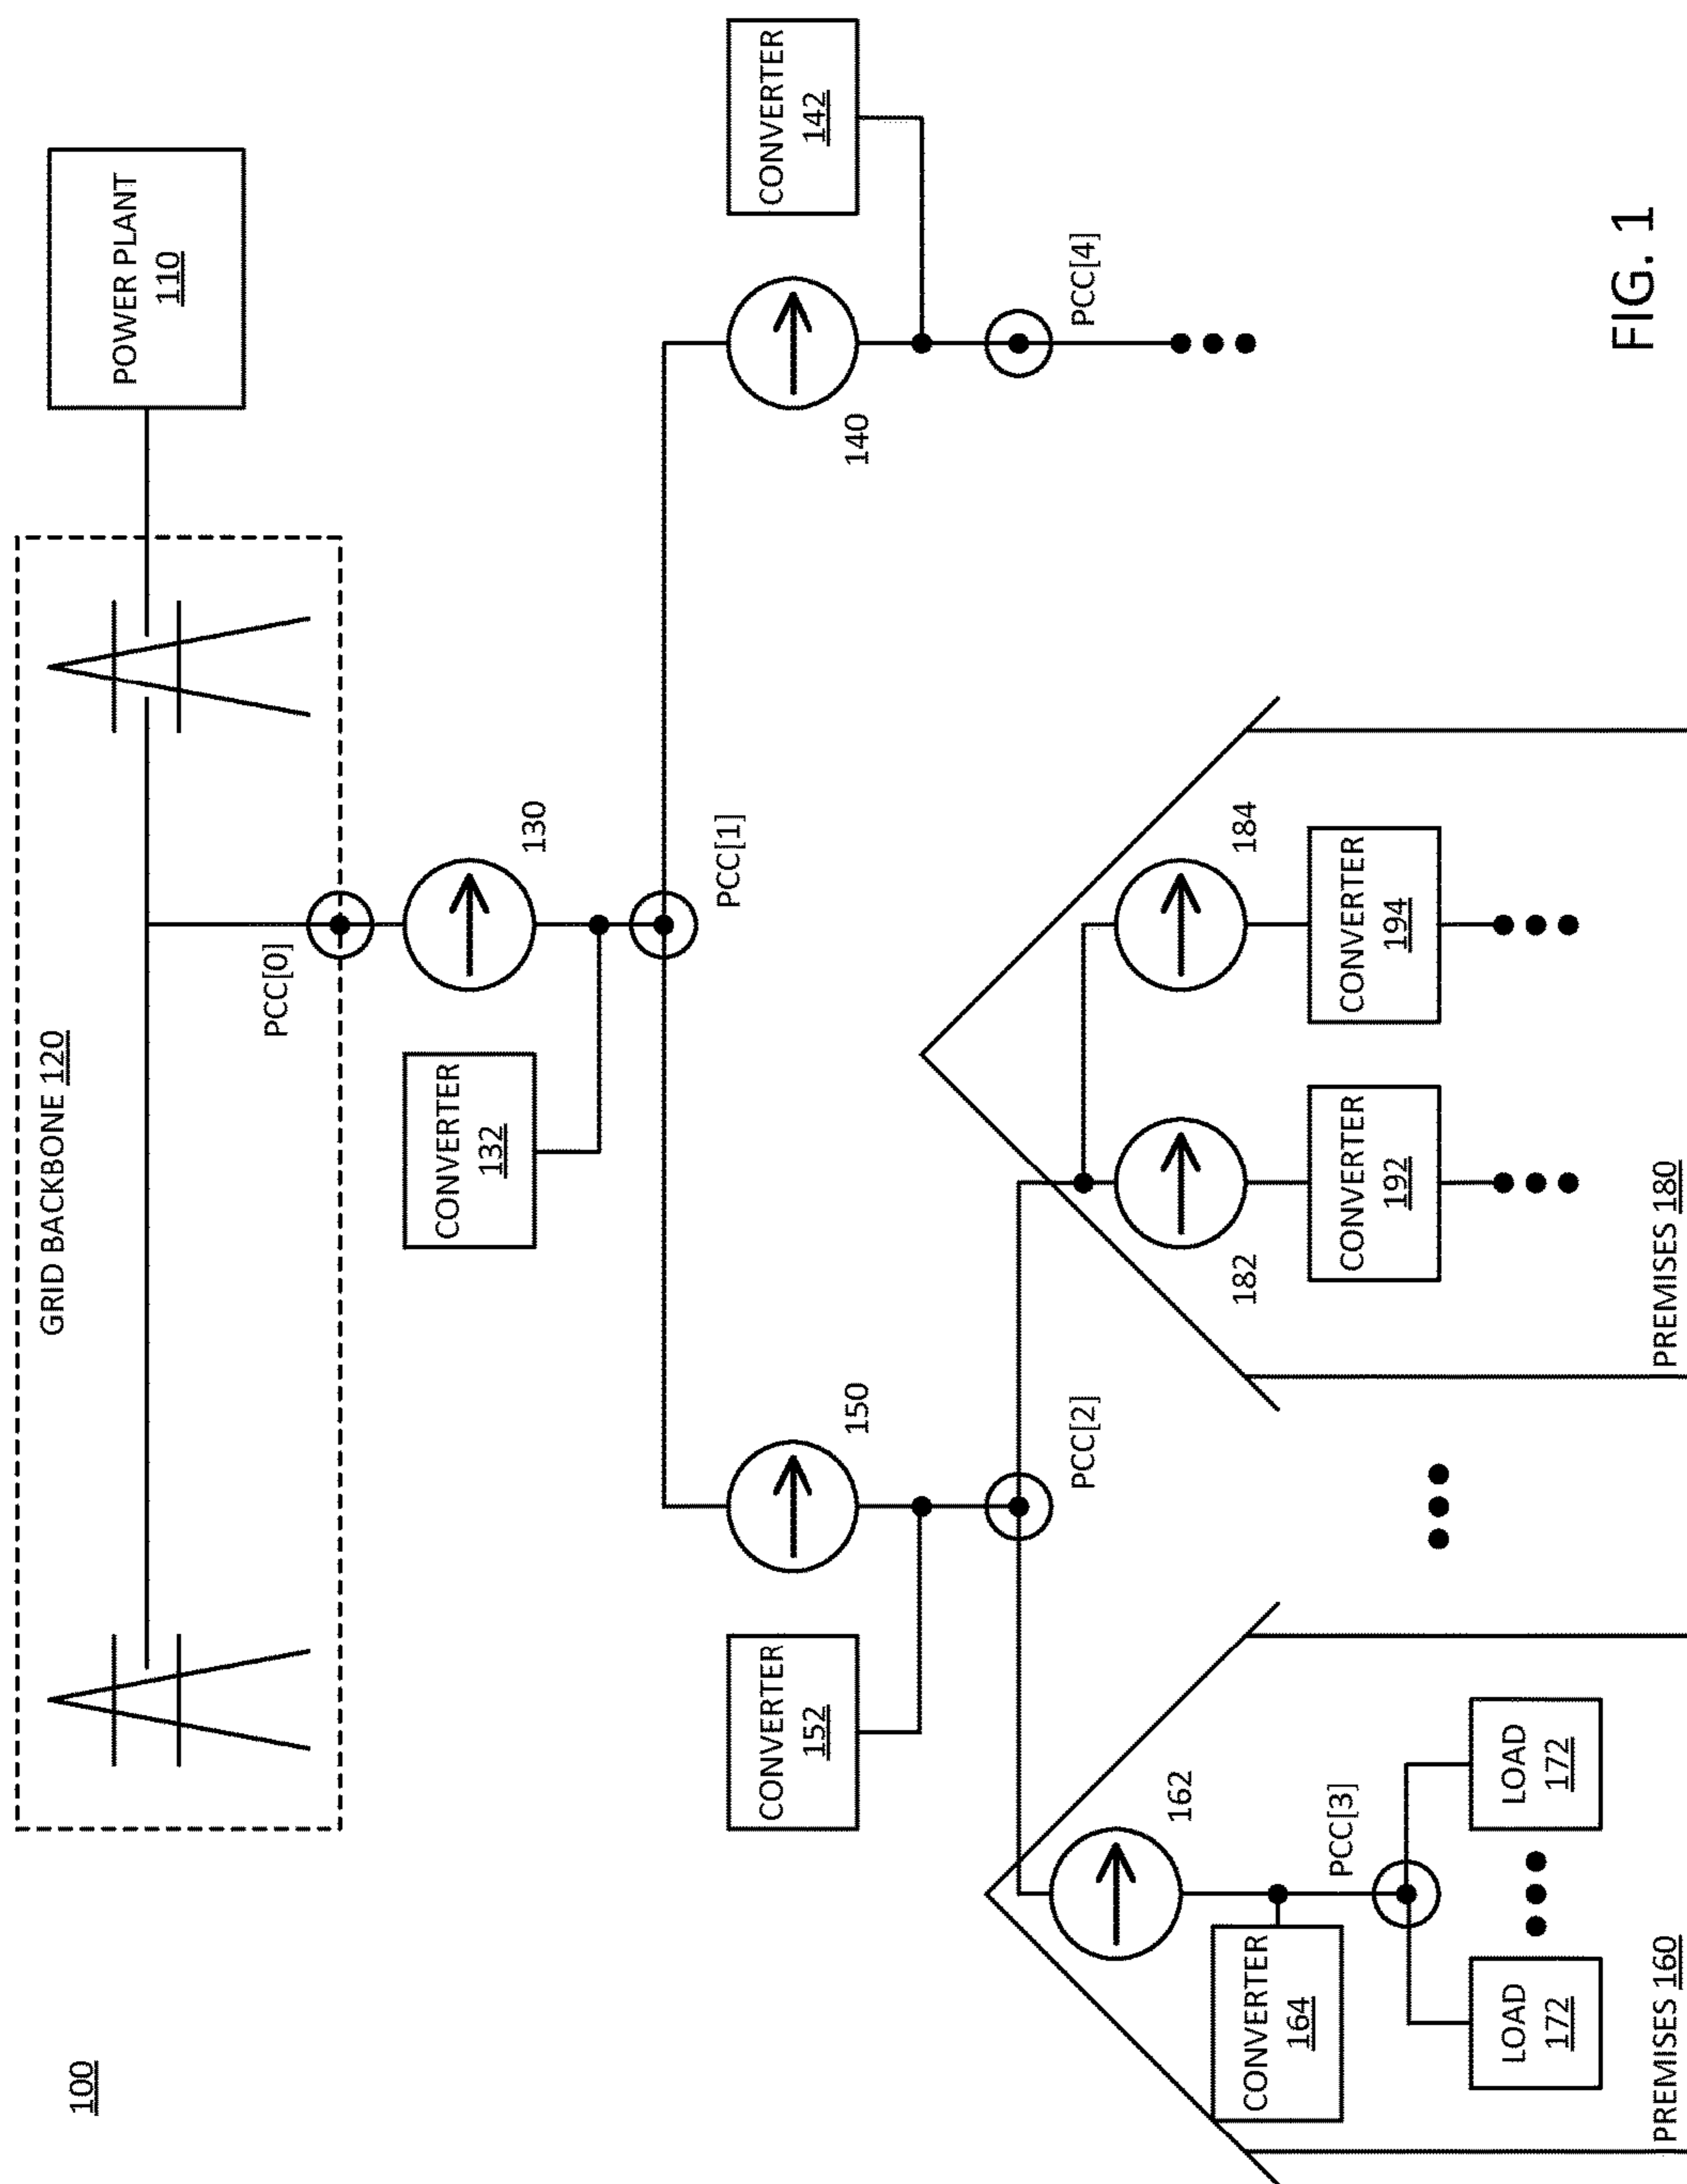 100
GRID BACKBONE 120
POWER PLANT
110
PCC[0]
130
CONVERTER
132
PCC[1]
150
140
CONVERTER
152
CONVERTER
142
PCC[2]
PCC[4]
162
182
184
CONVERTER
164
PCC[3]
CONVERTER
192
CONVERTER
194
LOAD
172
LOAD
172
PREMISES 160
PREMISES 180
FIG. 1